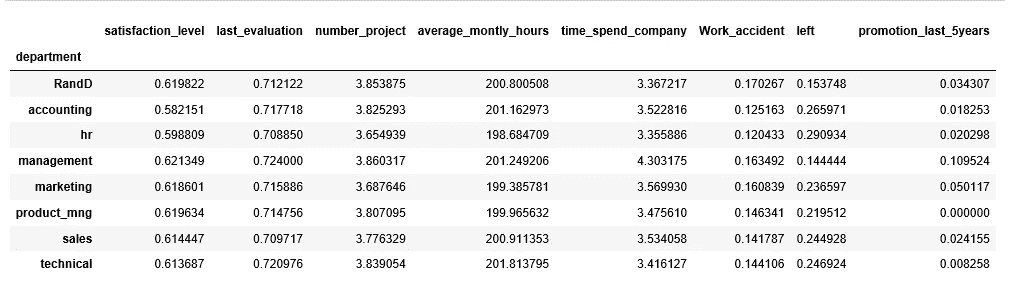 satisfaction_level last_evaluation number_project average_montly_hours time_spend_company Work_accident left promotion_last_5years
department
RandD 0.619822 0.712122 3.853875 200.800508 3.367217 0.170267 0.153748 0.034307
accounting 0.582151 0.717718 3.825293 201.162973 3.522816 0.125163 0.265971 0.018253
hr 0.598809 0.708850 3.654939 198.684709 3.355886 0.120433 0.290934 0.020298
management 0.621349 0.724000 3.860317 201.249206 4.303175 0.163492 0.144444 0.109524
marketing 0.618601 0.715886 3.687646 199.385781 3.569930 0.160839 0.236597 0.050117
product_mng 0.619634 0.714756 3.807095 199.965632 3.475610 0.146341 0.219512 0.000000
sales 0.614447 0.709717 3.776329 200.911353 3.534058 0.141787 0.244928 0.024155
technical 0.613687 0.720976 3.839054 201.813795 3.416127 0.144106 0.246924 0.008258